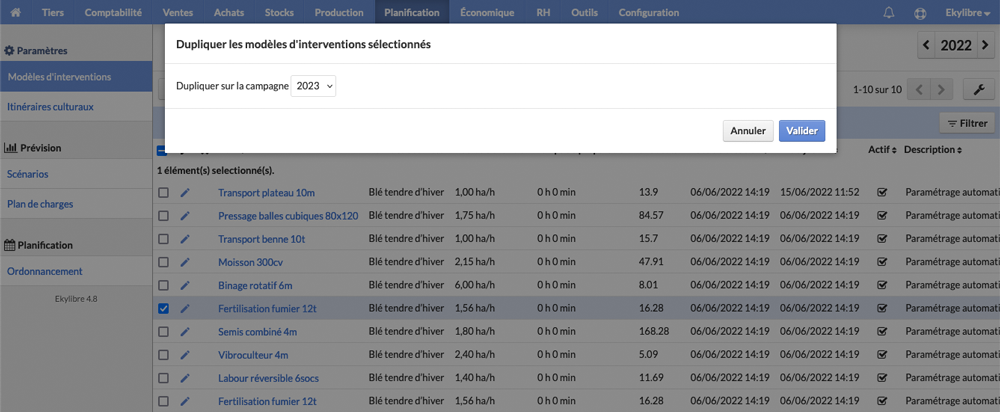 Tiers Comptabilité Ventes Achats Stocks Production Planification Économique RH Outils Configuration Ekylibre
Dupliquer les modèles d'interventions sélectionnés
Dupliquer sur la campagne 2023
Annuler Valider
Paramètres
Modèles d'interventions
Itinéraires culturaux
Prévision
Scénarios
Plan de charges
Planification
Ordonnancement
Ekylibre 4.8
2022
1-10 sur 10
Filtrer
Actif Description
1 élément(s) selectionné(s).
Transport plateau 10m Blé tendre d'hiver 1,00 ha/h 0 h 0 min 13.9 06/06/2022 14:19 15/06/2022 11:52 Paramétrage automati
Pressage balles cubiques 80x120 Blé tendre d'hiver 1,75 ha/h 0 h 0 min 84.57 06/06/2022 14:19 06/06/2022 14:19 Paramétrage automati
Transport benne 10t Blé tendre d'hiver 1,00 ha/h 0 h 0 min 15.7 06/06/2022 14:19 06/06/2022 14:19 Paramétrage automati
Moisson 300cv Blé tendre d'hiver 2,15 ha/h 0 h 0 min 47.91 06/06/2022 14:19 06/06/2022 14:19 Paramétrage automati
Binage rotatif 6m Blé tendre d'hiver 6,00 ha/h 0 h 0 min 8.01 06/06/2022 14:19 06/06/2022 14:19 Paramétrage automati
Fertilisation fumier 12t Blé tendre d'hiver 1,56 ha/h 0 h 0 min 16.28 06/06/2022 14:19 06/06/2022 14:19 Paramétrage automati
Semis combiné 4m Blé tendre d'hiver 1,80 ha/h 0 h 0 min 168.28 06/06/2022 14:19 06/06/2022 14:19 Paramétrage automati
Vibroculteur 4m Blé tendre d'hiver 2,40 ha/h 0 h 0 min 5.09 06/06/2022 14:19 06/06/2022 14:19 Paramétrage automati
Labour réversible 6socs Blé tendre d'hiver 1,40 ha/h 0 h 0 min 11.69 06/06/2022 14:19 06/06/2022 14:19 Paramétrage automati
Fertilisation fumier 12t Blé tendre d'hiver 1,56 ha/h 0 h 0 min 16.28 06/06/2022 14:19 06/06/2022 14:19 Paramétrage automati